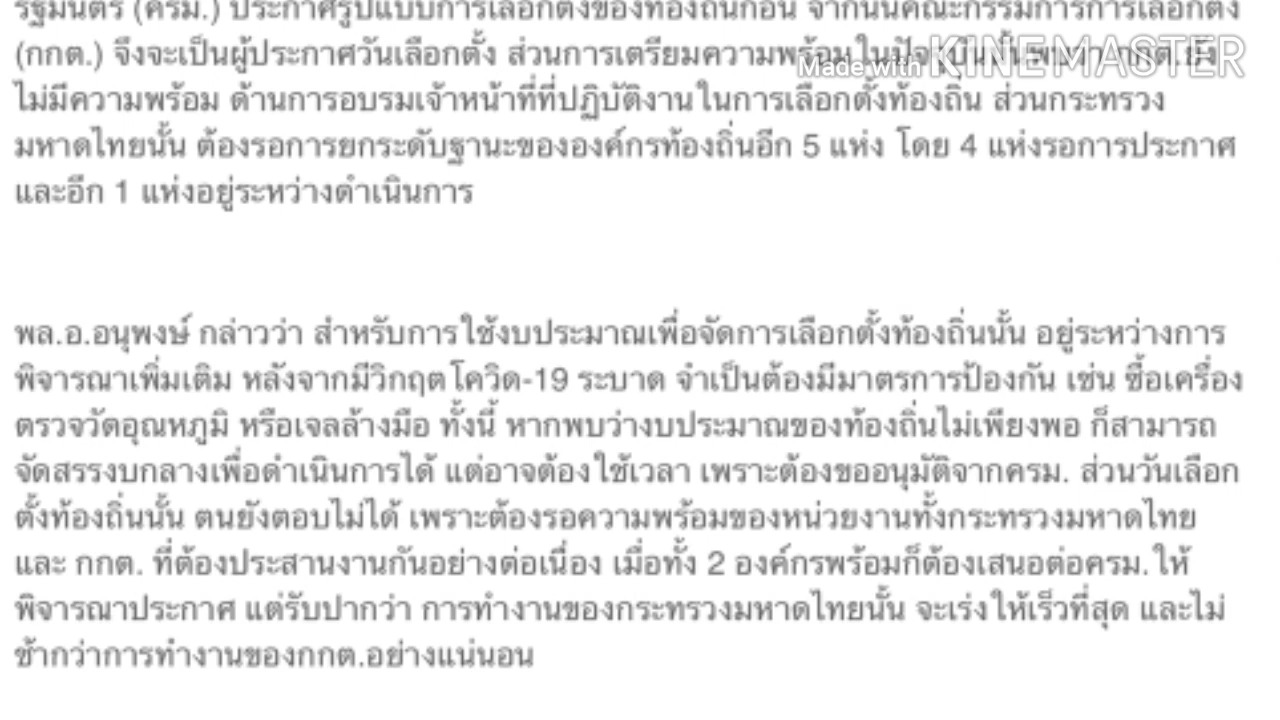 รัฐมนตรี (ครม.) ประกาศรูปแบบการเลือกตั้งของท้องถิ่นก่อน จากนั้นคณะกรรมการการเลือกตั้ง
(กกต.) จึงจะเป็นผู้ประกาศวันเลือกตั้ง ส่วนการเตรียมความพร้อมในปัจจุบันนั้นพบว่า กกต.ยัง
Made with KINEMASTER
ไม่มีความพร้อม ด้านการอบรมเจ้าหน้าที่ที่ปฏิบัติงานในการเลือกตั้งท้องถิ่น ส่วนกระทรวง
มหาดไทยนั้น ต้องรอการยกระดับฐานะขององค์กรท้องถิ่นอีก 5 แห่ง โดย 4 แห่งรอการประกาศ
และอีก 1 แห่งอยู่ระหว่างดำเนินการ
พล.อ.อนุพงษ์ กล่าวว่า สำหรับการใช้งบประมาณเพื่อจัดการเลือกตั้งท้องถิ่นนั้น อยู่ระหว่างการ
พิจารณาเพิ่มเติม หลังจากมีวิกฤตโควิด-19 ระบาด จำเป็นต้องมีมาตรการป้องกัน เช่น ซื้อเครื่อง
ตรวจวัดอุณหภูมิ หรือเจลล้างมือ ทั้งนี้ หากพบว่างบประมาณของท้องถิ่นไม่เพียงพอ ก็สามารถ
จัดสรรงบกลางเพื่อดำเนินการได้ แต่อาจต้องใช้เวลา เพราะต้องขออนุมัติจากครม. ส่วนวันเลือก
ตั้งท้องถิ่นนั้น ตนยังตอบไม่ได้ เพราะต้องรอความพร้อมของหน่วยงานทั้งกระทรวงมหาดไทย
และ กกต. ที่ต้องประสานงานกันอย่างต่อเนื่อง เมื่อทั้ง 2 องค์กรพร้อมก็ต้องเสนอต่อครม.ให้
พิจารณาประกาศ แต่รับปากว่า การทำงานของกระทรวงมหาดไทยนั้น จะเร่งให้เร็วที่สุด และไม่
ช้ากว่าการทำงานของกกต.อย่างแน่นอน